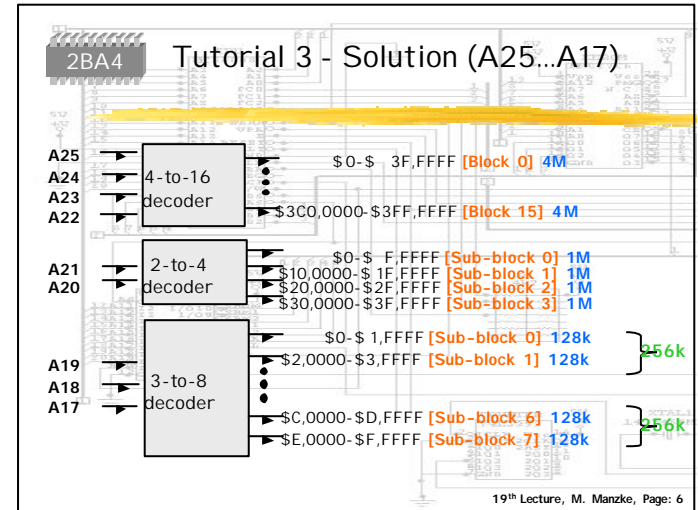 2BA4
Tutorial 3 - Solution (A25…A17)
A25
A24
A23
A22
4-to-16
decoder
$0-$ 3F,FFFF [Block 0] 4M
$3C0,0000-$3FF,FFFF [Block 15] 4M
A21
A20
2-to-4
decoder
$0-$ F,FFFF [Sub-block 0] 1M
$10,0000-$ 1F,FFFF [Sub-block 1] 1M
$20,0000-$2F,FFFF [Sub-block 2] 1M
$30,0000-$3F,FFFF [Sub-block 3] 1M
A19
A18
A17
3-to-8
decoder
$0-$ 1,FFFF [Sub-block 0] 128k
$2,0000-$3,FFFF [Sub-block 1] 128k
256k
$C,0000-$D,FFFF [Sub-block 6] 128k
$E,0000-$F,FFFF [Sub-block 7] 128k
256k
XTAL1
19th Lecture, M. Manzke, Page: 6